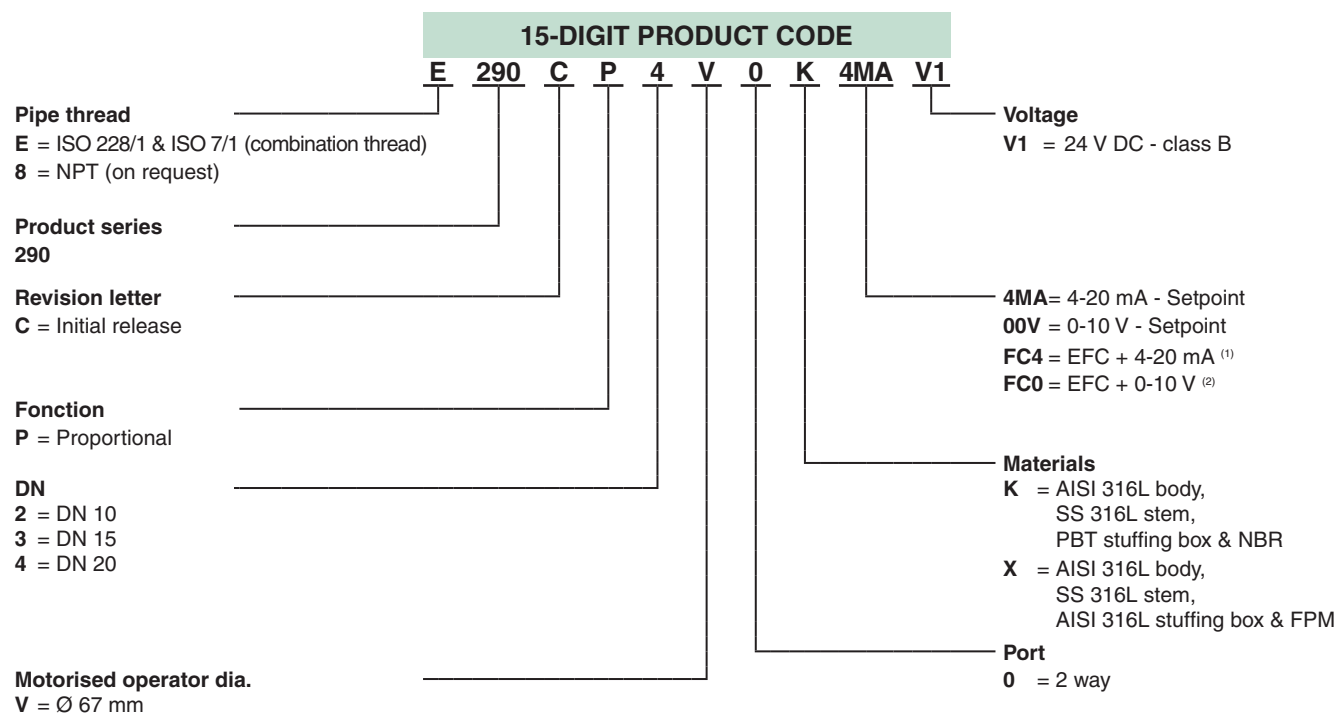 15-DIGIT PRODUCT CODE
E 290 C P 4 V 0 K 4MA V1
Pipe thread
E = ISO 228/1 & ISO 7/1 (combination thread)
8 = NPT (on request)
Product series
290
Revision letter
C = Initial release
Fonction
P = Proportional
DN
2 = DN 10
3 = DN 15
4 = DN 20
Motorised operator dia.
V = Ø 67 mm
Voltage
V1 = 24 V DC - class B
4MA= 4-20 mA - Setpoint
00V = 0-10 V - Setpoint
FC4 = EFC + 4-20 mA (1)
FC0 = EFC + 0-10 V (2)
Materials
K = AISI 316L body,
SS 316L stem,
PBT stuffing box & NBR
X = AISI 316L body,
SS 316L stem,
AISI 316L stuffing box & FPM
Port
0 = 2 way